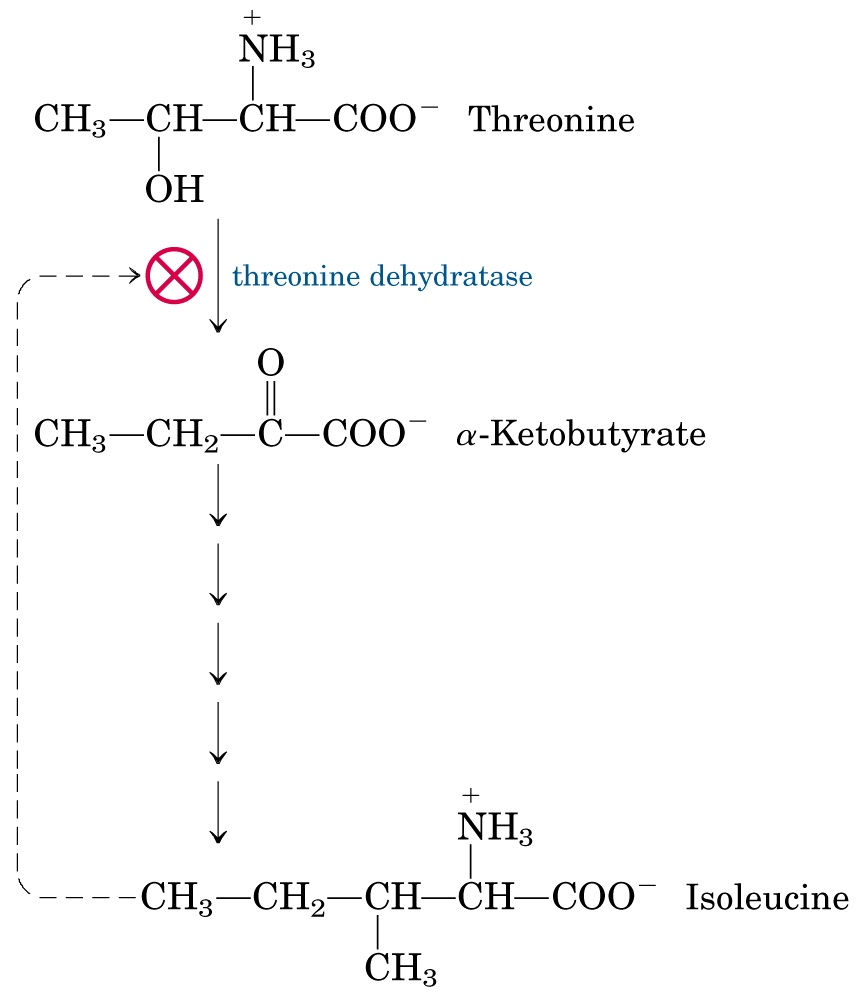 +
NH₃
CH₃—CH—CH—COO⁻ Threonine
OH
threonine dehydratase
O
CH₃—CH₂—C—COO⁻ α-Ketobutyrate
+
NH₃
CH₃—CH₂—CH—CH—COO⁻ Isoleucine
CH₃